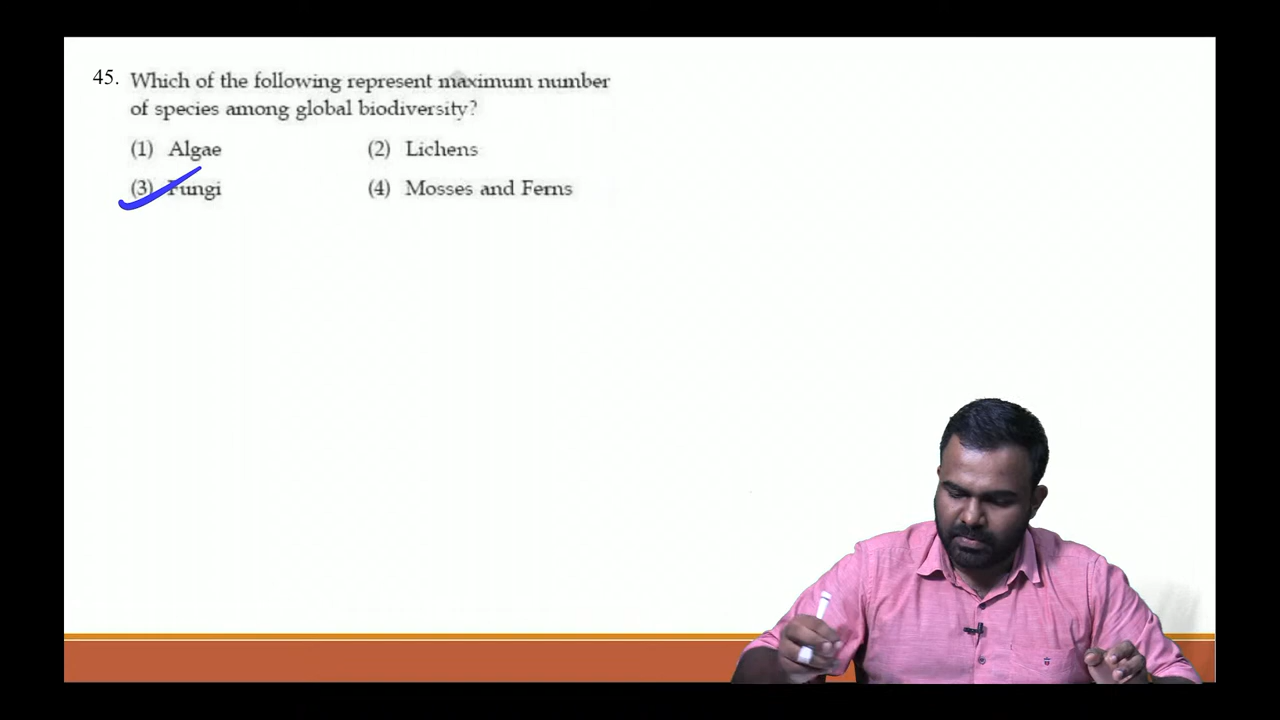 45. Which of the following represent maximum number
of species among global biodiversity?
(1) Algae (2) Lichens
(3) Fungi (4) Mosses and Ferns